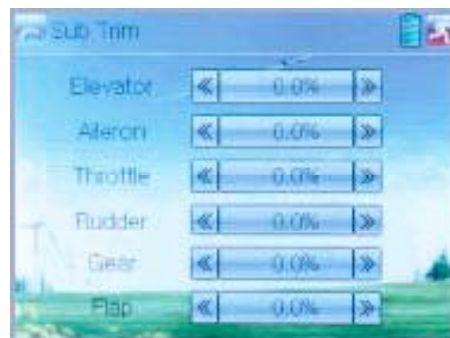 Sub Trim
Elevator « 0.0% »
Aileron « 0.0% »
Throttle « 0.0% »
Rudder « 0.0% »
Gear « 0.0% »
Flap « 0.0% »